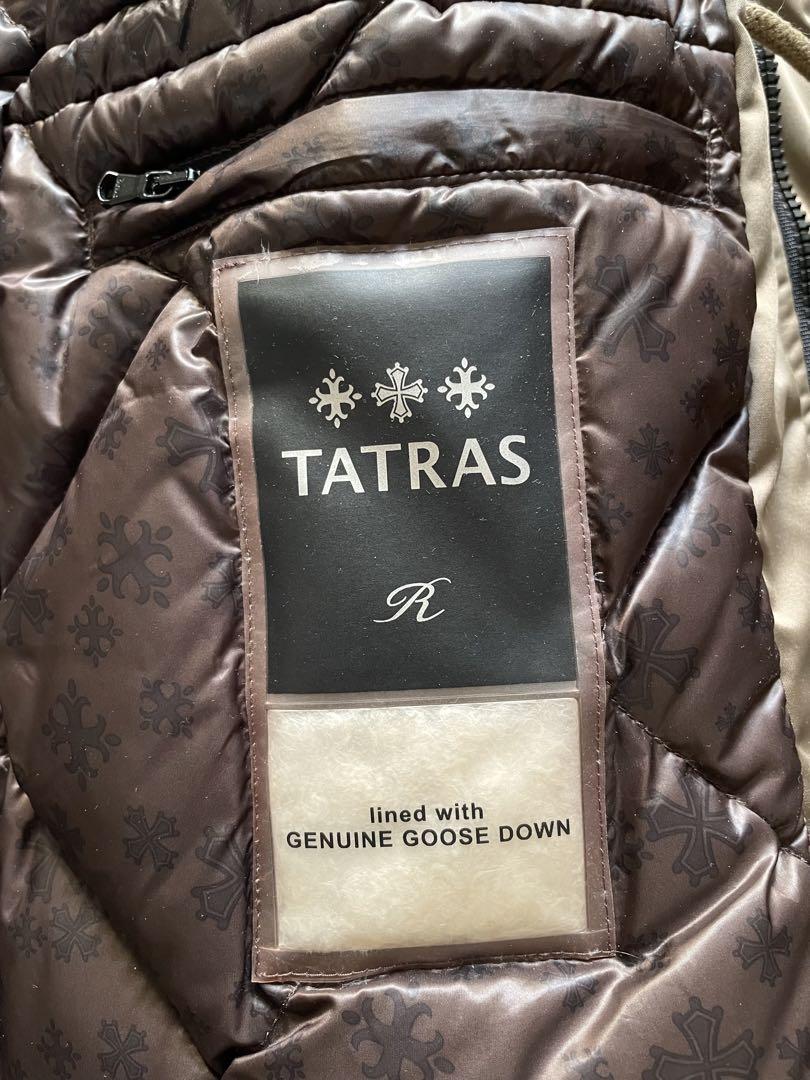 TATRAS
R
lined with
GENUINE GOOSE DOWN